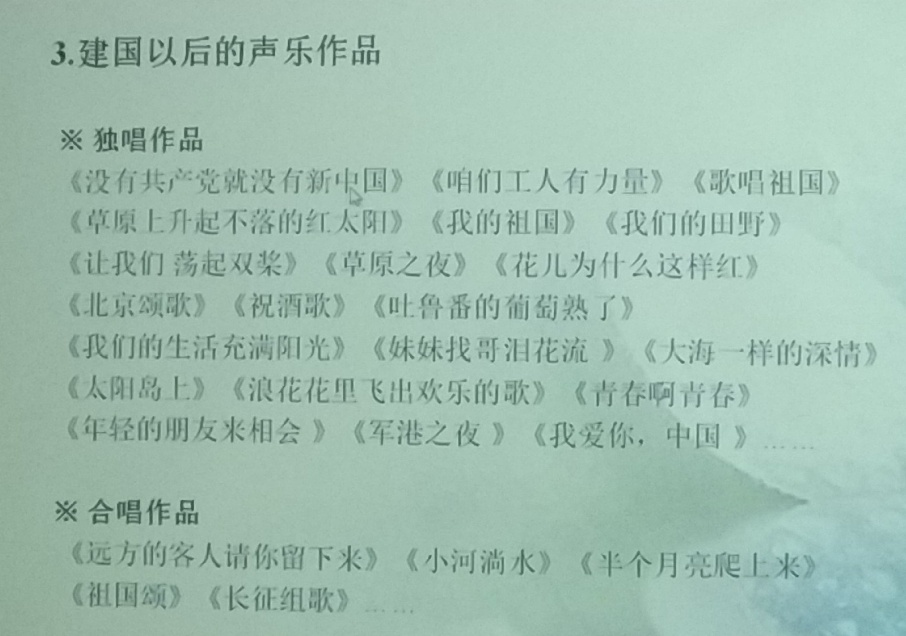 3.建国以后的声乐作品
※ 独唱作品
《没有共产党就没有新中国》《咱们工人有力量》《歌唱祖国》
《草原上升起不落的红太阳》《我的祖国》《我们的田野》
《让我们 荡起双桨》《草原之夜》《花儿为什么这样红》
《北京颂歌》《祝酒歌》《吐鲁番的葡萄熟了》
《我们的生活充满阳光》《妹妹找哥泪花流 》《大海一样的深情》
《太阳岛上》《浪花花里飞出欢乐的歌》《青春啊青春》
《年轻的朋友来相会 》《军港之夜 》《我爱你，中国 》……
※ 合唱作品
《远方的客人请你留下来》《小河淌水》《半个月亮爬上来》
《祖国颂》《长征组歌》……